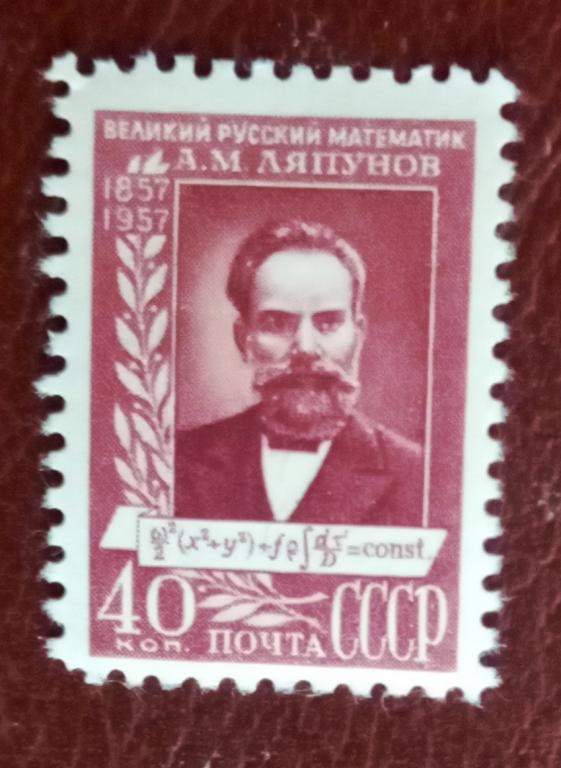 ВЕЛИКИЙ РУССКИЙ МАТЕМАТИК
А.М. ЛЯПУНОВ
1857
1957
ω²/2 (x²+y²)+fρ∫dτ'/D=const.
40 КОП. ПОЧТА СССР